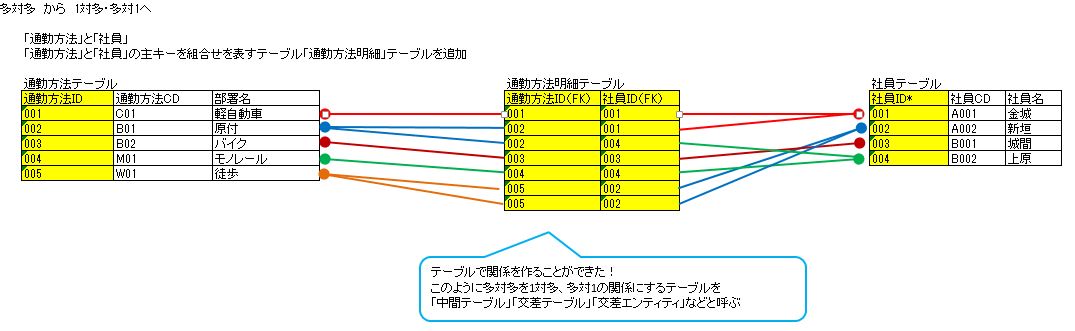 多対多　から　1対多・多対1へ
「通勤方法」と「社員」
「通勤方法」と「社員」の主キーを組合せを表すテーブル「通勤方法明細」テーブルを追加
通勤方法テーブル
通勤方法ID 通勤方法CD 部署名
001 C01 軽自動車
002 B01 原付
003 B02 バイク
004 M01 モノレール
005 W01 徒歩
通勤方法明細テーブル
通勤方法ID(FK) 社員ID(FK)
001 001
002 001
002 004
003 003
004 004
005 002
005 002
社員テーブル
社員ID* 社員CD 社員名
001 A001 金城
002 A002 新垣
003 B001 城間
004 B002 上原
テーブルで関係を作ることができた！
このように多対多を1対多、多対1の関係にするテーブルを
「中間テーブル」「交差テーブル」「交差エンティティ」などと呼ぶ